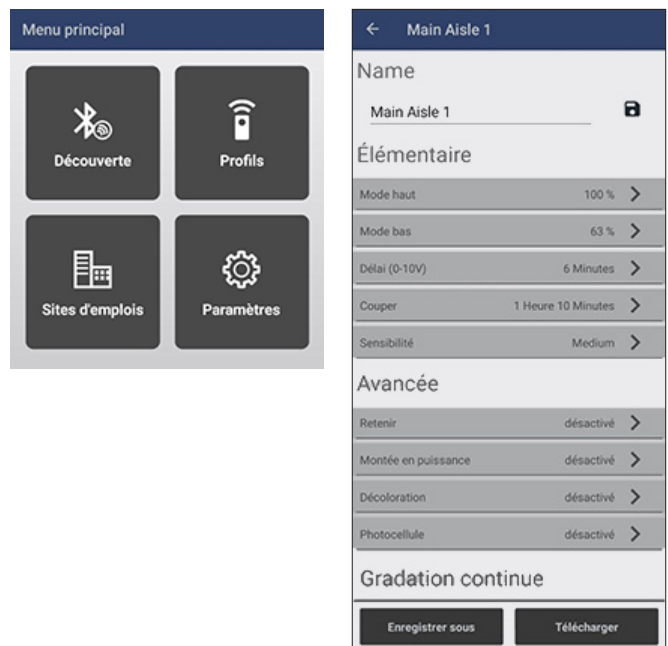 Menu principal
Découverte
Profils
Sites d'emplois
Paramètres
Main Aisle 1
Name
Main Aisle 1
Élémentaire
Mode haut 100 %
Mode bas 63 %
Délai (0-10V) 6 Minutes
Couper 1 Heure 10 Minutes
Sensibilité Medium
Avancée
Retenir désactivé
Montée en puissance désactivé
Décoloration désactivé
Photocellule désactivé
Gradation continue
Enregistrer sous
Télécharger